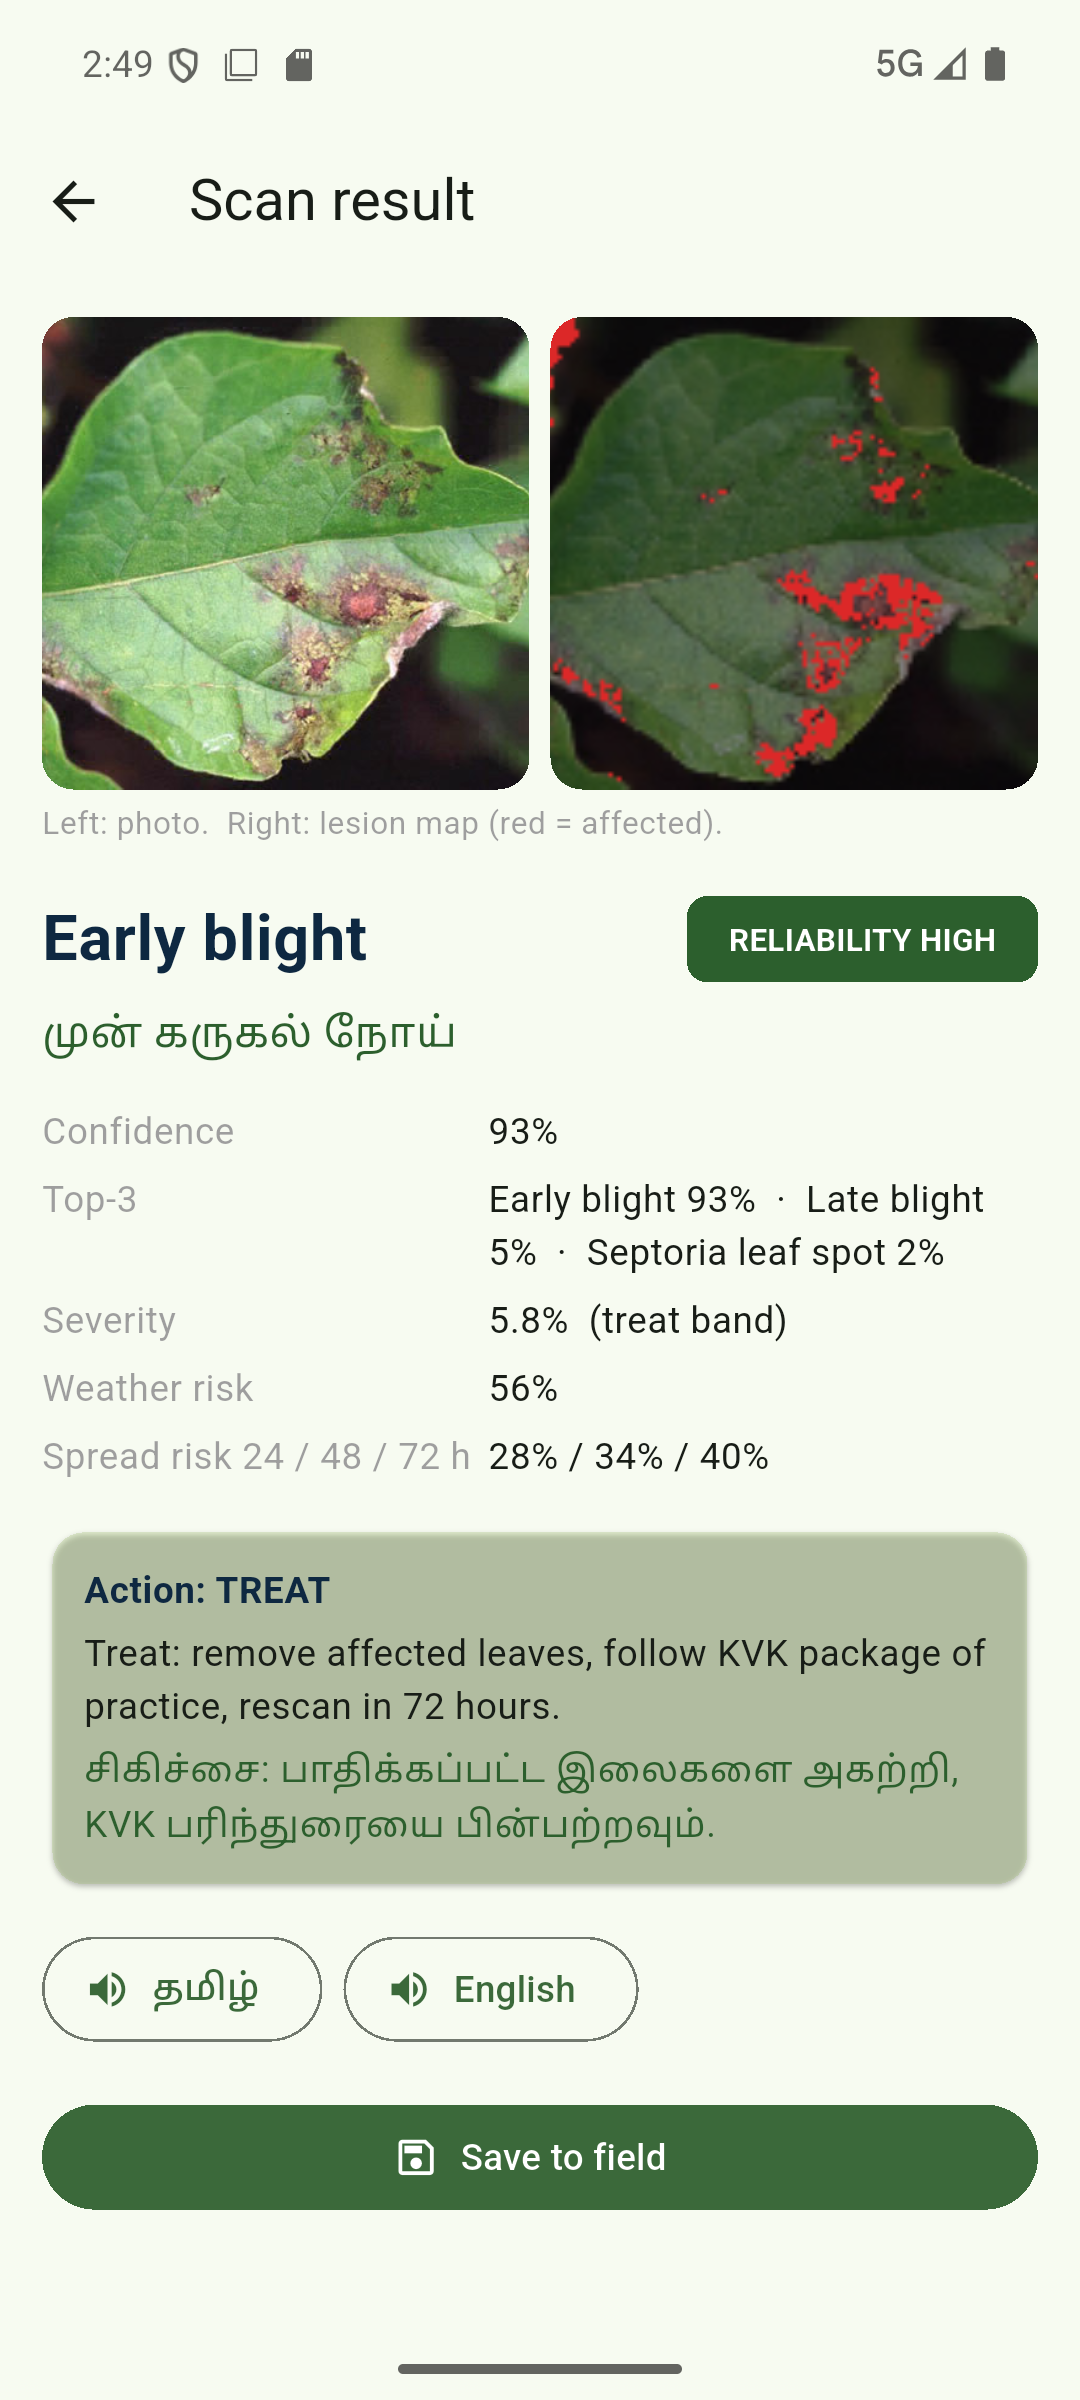 2:49
5G
Scan result
Left: photo.  Right: lesion map (red = affected).
Early blight
RELIABILITY HIGH
முன் கருகல் நோய்
Confidence 93%
Top-3 Early blight 93%  ·  Late blight
5%  ·  Septoria leaf spot 2%
Severity 5.8%  (treat band)
Weather risk 56%
Spread risk 24 / 48 / 72 h 28% / 34% / 40%
Action: TREAT
Treat: remove affected leaves, follow KVK package of
practice, rescan in 72 hours.
சிகிச்சை: பாதிக்கப்பட்ட இலைகளை அகற்றி,
KVK பரிந்துரையை பின்பற்றவும்.
தமிழ்
English
Save to field